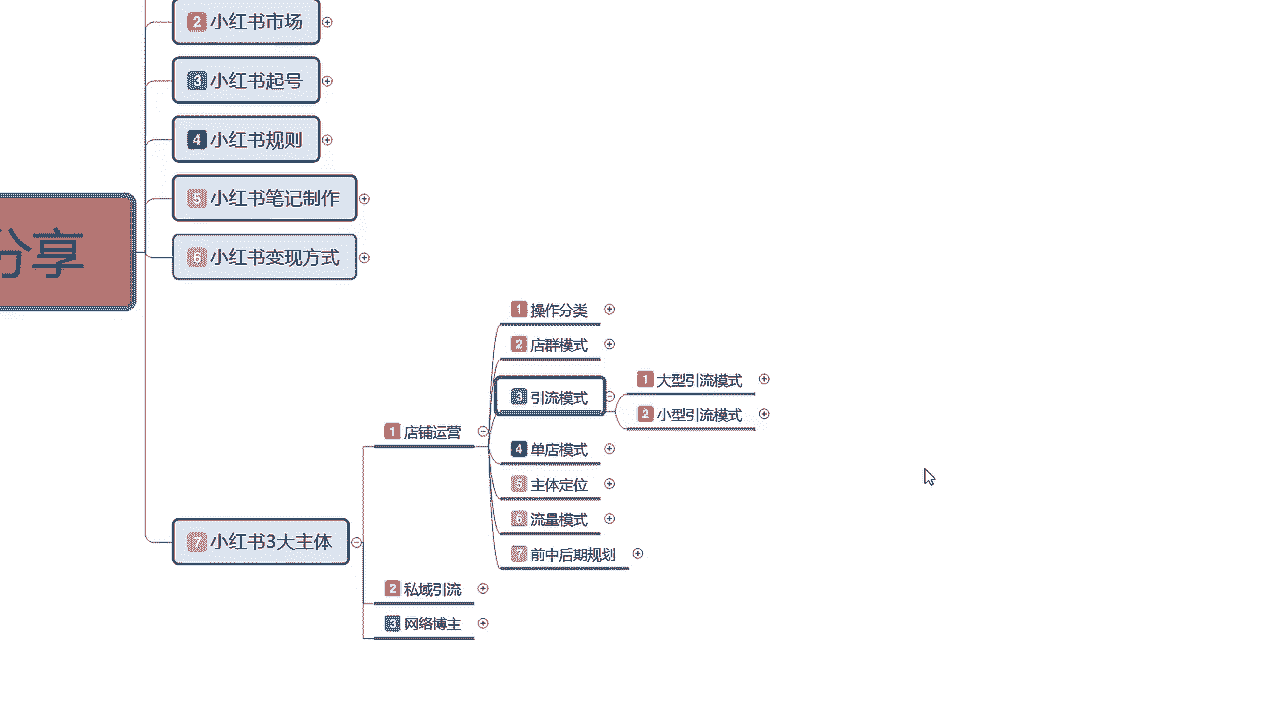 2 小红书市场
3 小红书起号
4 小红书规则
分享
5 小红书笔记制作
6 小红书变现方式
7 小红书3大主体
1 店铺运营
1 操作分类
2 店群模式
3 引流模式
1 大型引流模式
2 小型引流模式
4 单店模式
5 主体定位
6 流量模式
7 前中后期规划
2 私域引流
3 网络博主